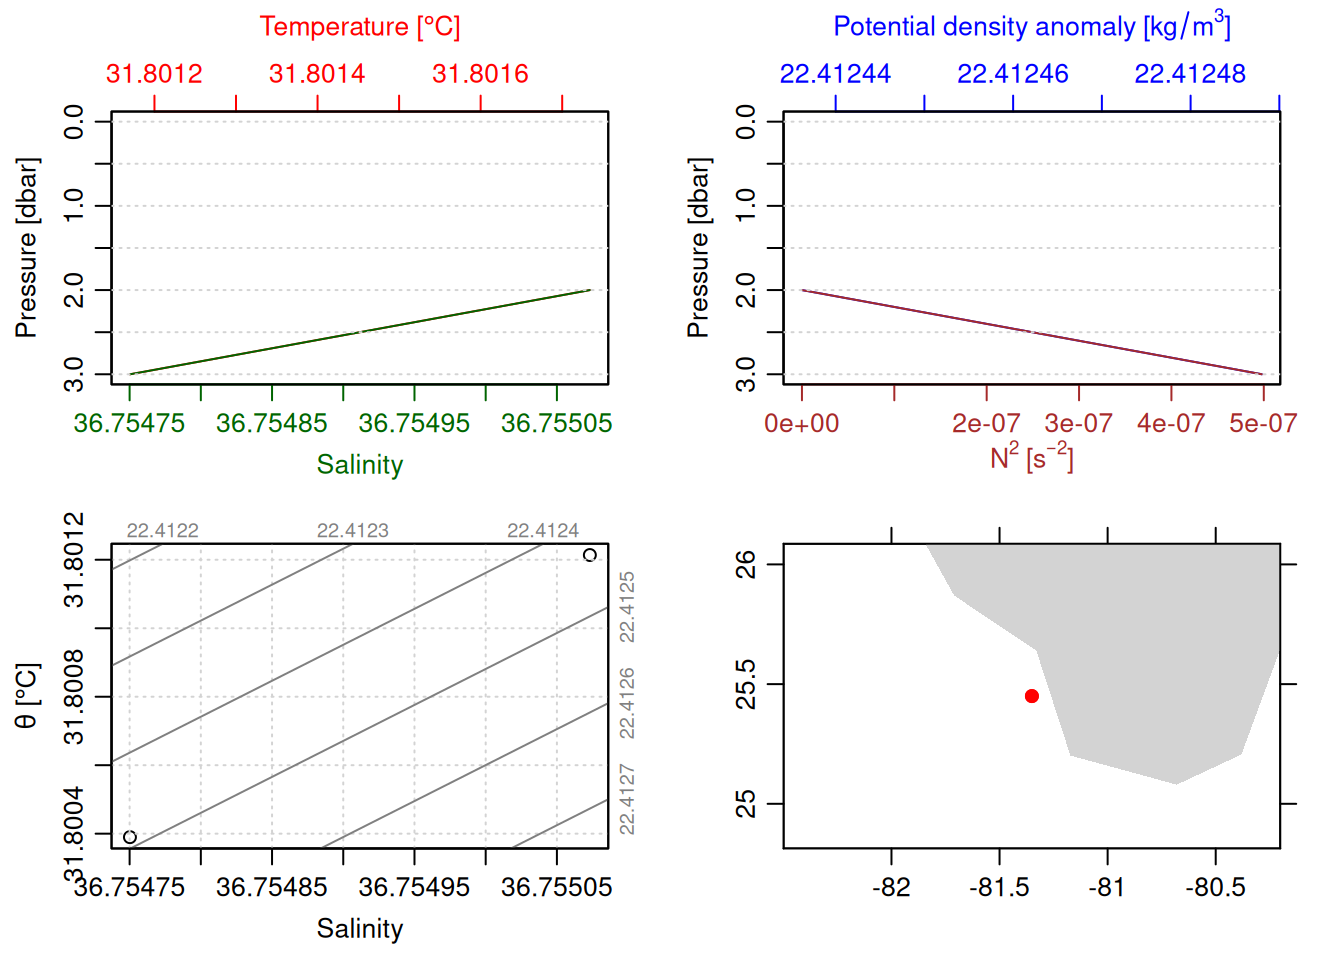 Temperature [°C]
31.8012 31.8014 31.8016
Pressure [dbar]
0.0 1.0 2.0 3.0
36.75475 36.75485 36.75495 36.75505
Salinity
Potential density anomaly [kg/m³]
22.41244 22.41246 22.41248
Pressure [dbar]
0.0 1.0 2.0 3.0
0e+00 2e-07 3e-07 4e-07 5e-07
N² [s⁻²]
22.4122 22.4123 22.4124
22.4125 22.4126 22.4127
θ [°C]
31.8012 31.8008 31.8004
36.75475 36.75485 36.75495 36.75505
Salinity
26 25.5 25
-82 -81.5 -81 -80.5